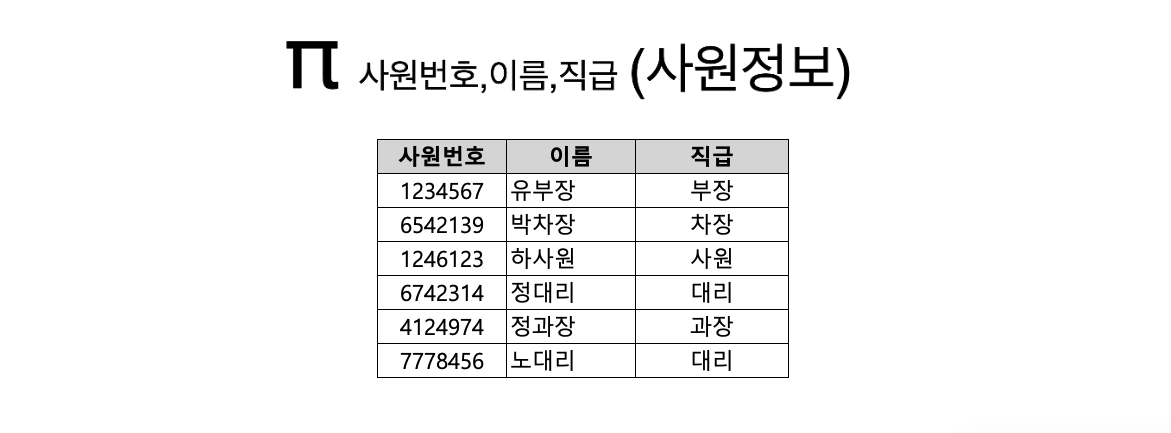 π 사원번호,이름,직급 (사원정보)
사원번호 이름 직급
1234567 유부장 부장
6542139 박차장 차장
1246123 하사원 사원
6742314 정대리 대리
4124974 정과장 과장
7778456 노대리 대리